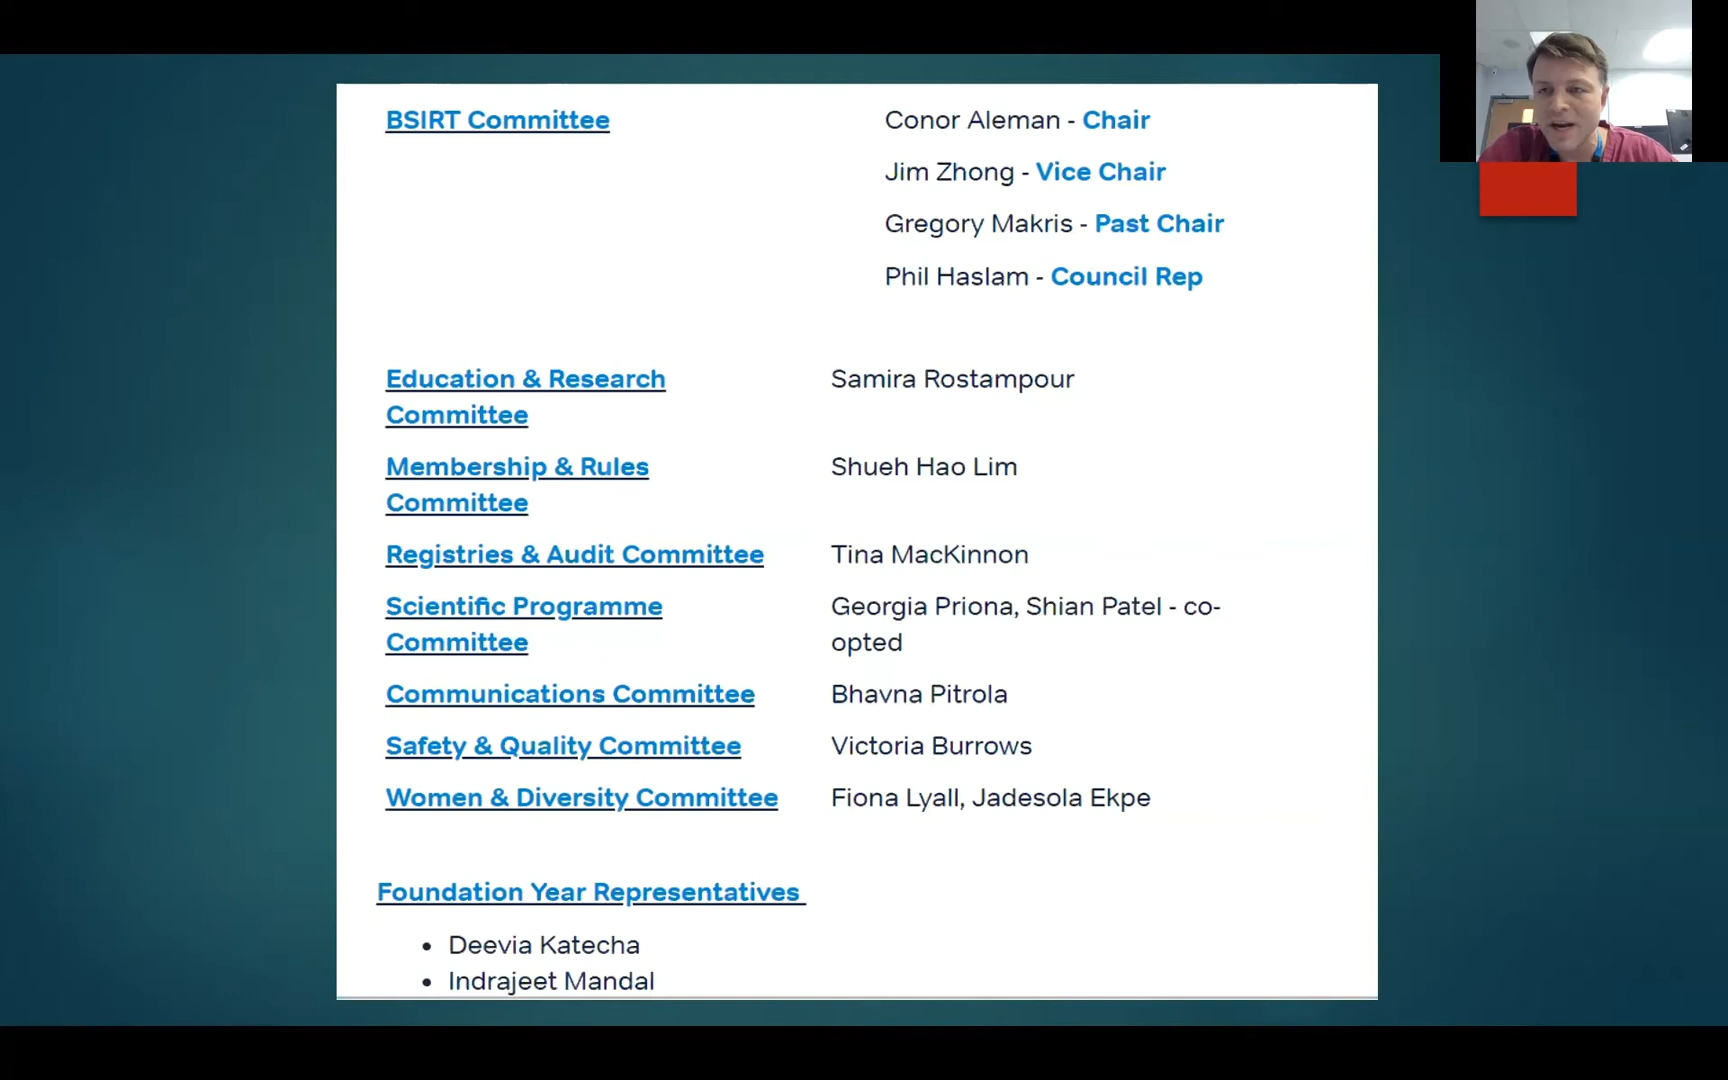 BSIRT Committee
Conor Aleman - Chair
Jim Zhong - Vice Chair
Gregory Makris - Past Chair
Phil Haslam - Council Rep
Education & Research
Committee
Samira Rostampour
Membership & Rules
Committee
Shueh Hao Lim
Registries & Audit Committee
Tina MacKinnon
Scientific Programme
Committee
Georgia Priona, Shian Patel - co-
opted
Communications Committee
Bhavna Pitrola
Safety & Quality Committee
Victoria Burrows
Women & Diversity Committee
Fiona Lyall, Jadesola Ekpe
Foundation Year Representatives
• Deevia Katecha
• Indrajeet Mandal